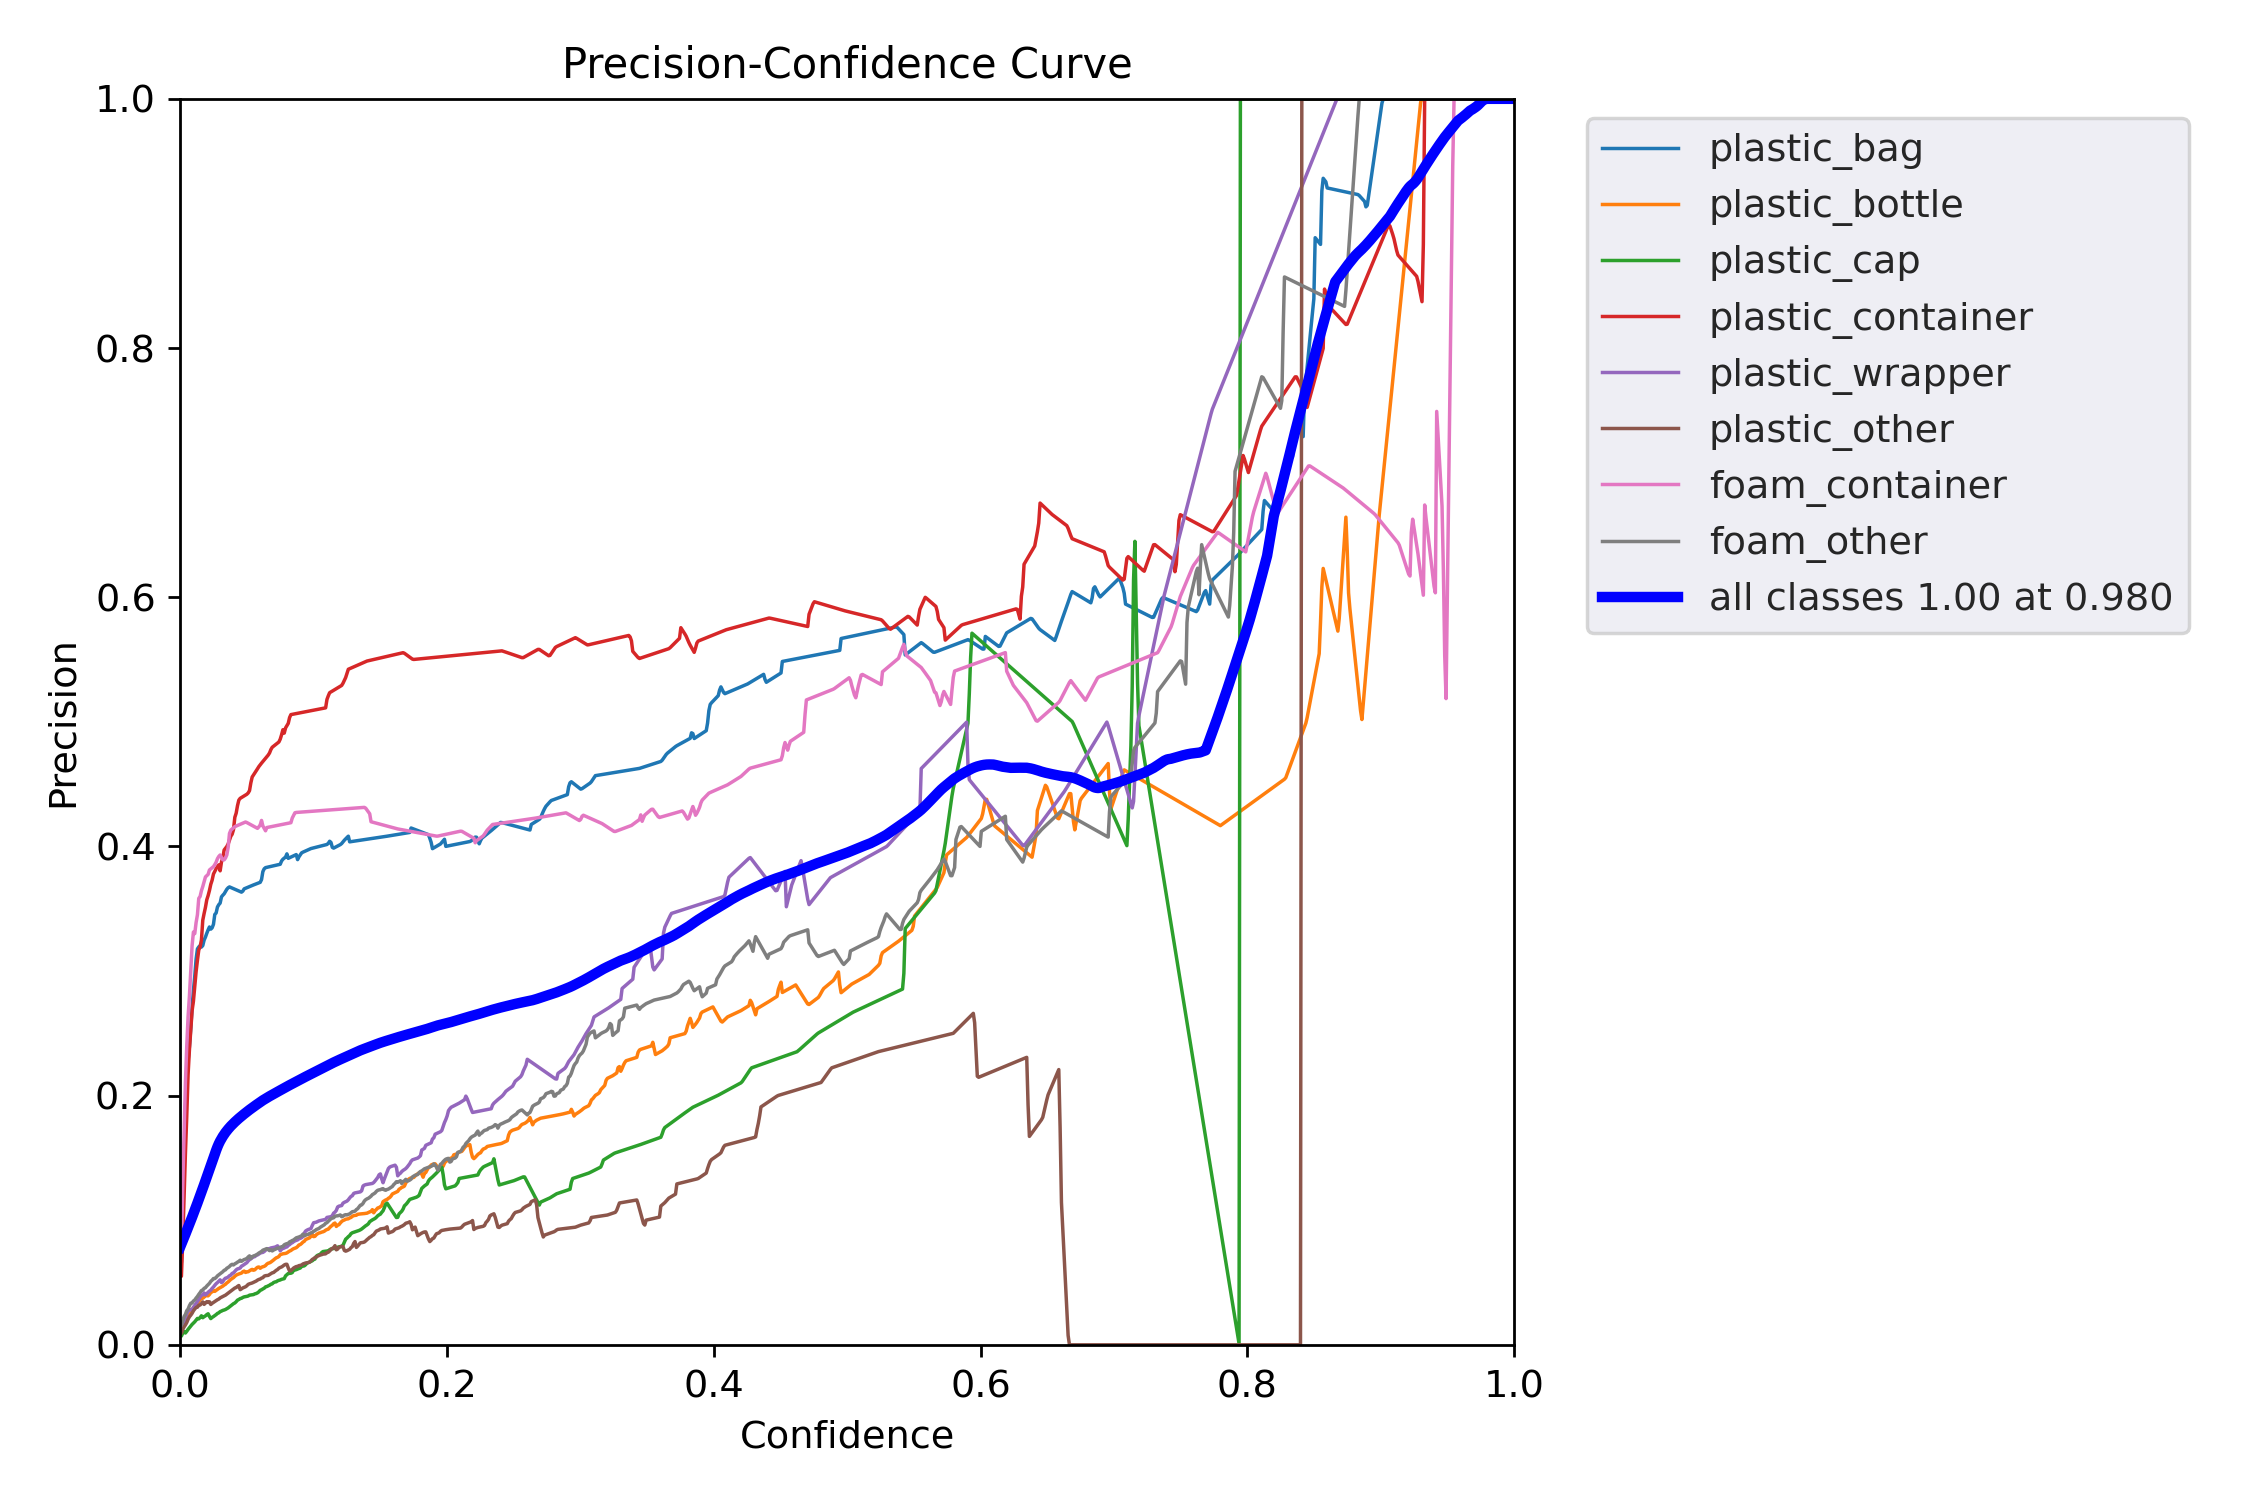 Precision-Confidence Curve
1.0
0.8
0.6
0.4
0.2
0.0
Precision
0.0 0.2 0.4 0.6 0.8 1.0
Confidence
plastic_bag
plastic_bottle
plastic_cap
plastic_container
plastic_wrapper
plastic_other
foam_container
foam_other
all classes 1.00 at 0.980